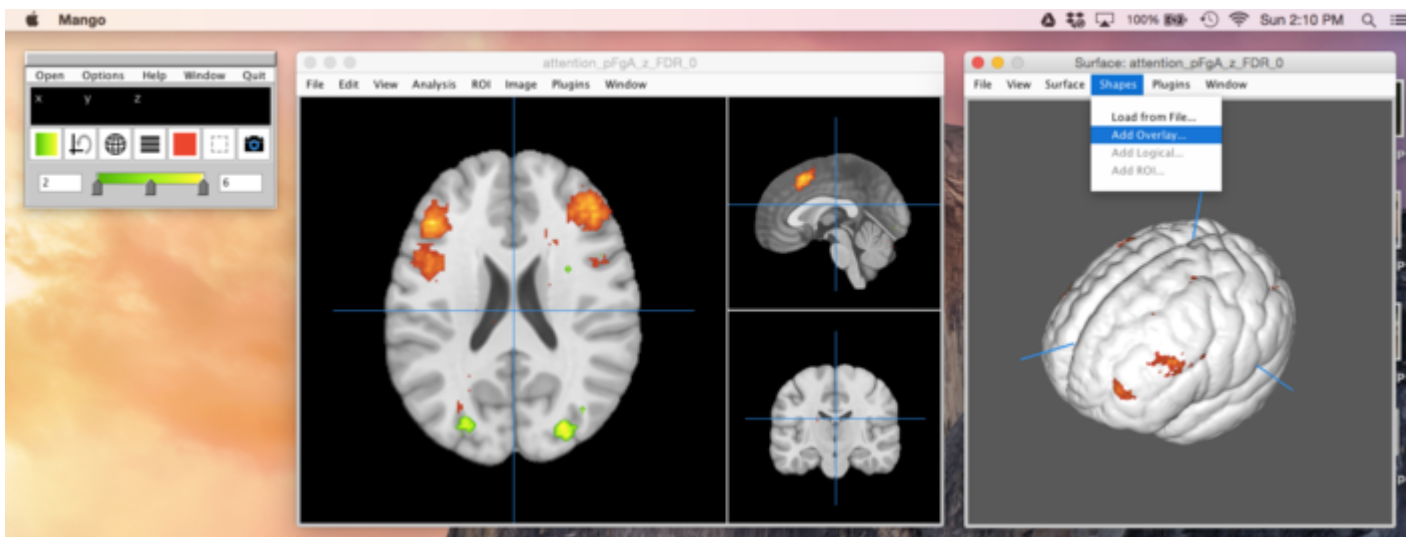 Mango 100% Sun 2:10 PM
Open Options Help Window Quit
x y z
2 6
attention_pFgA_z_FDR_0
File Edit View Analysis ROI Image Plugins Window
Surface: attention_pFgA_z_FDR_0
File View Surface Shapes Plugins Window
Load from File...
Add Overlay...
Add Logical...
Add ROI...
P
P
P
P
P